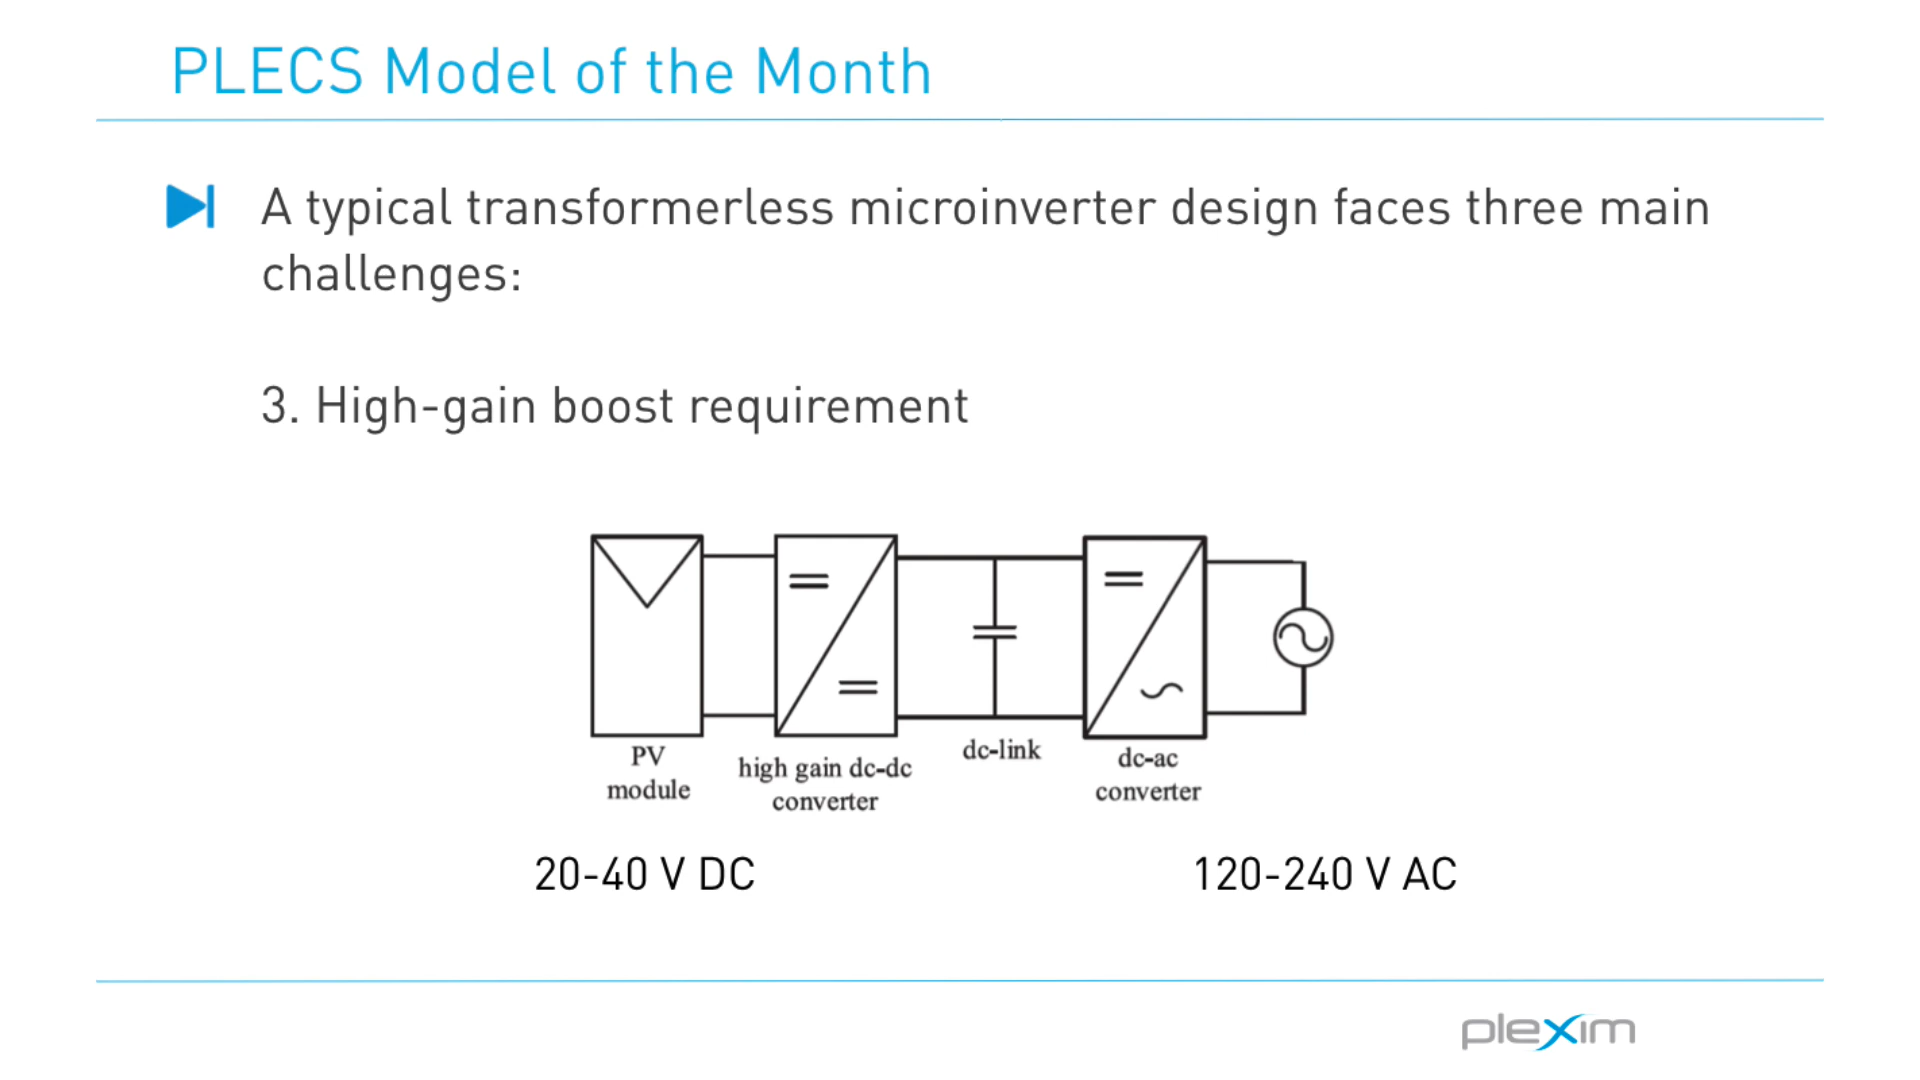 PLECS Model of the Month
A typical transformerless microinverter design faces three main
challenges:
3. High-gain boost requirement
PV
module
high gain dc-dc
converter
dc-link
dc-ac
converter
20-40 V DC
120-240 V AC
plexim